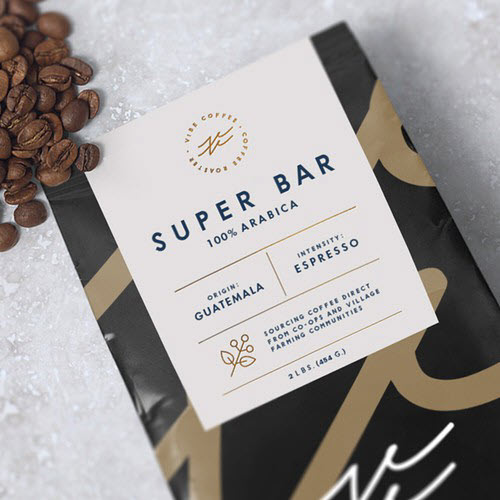 VIBE COFFEE • COFFEE ROASTER •
SUPER BAR
100% ARABICA
ORIGIN:
GUATEMALA
INTENSITY:
ESPRESSO
SOURCING COFFEE DIRECT
FROM CO-OPS AND VILLAGE
FARMING COMMUNITIES
2 LBS. (454 G.)